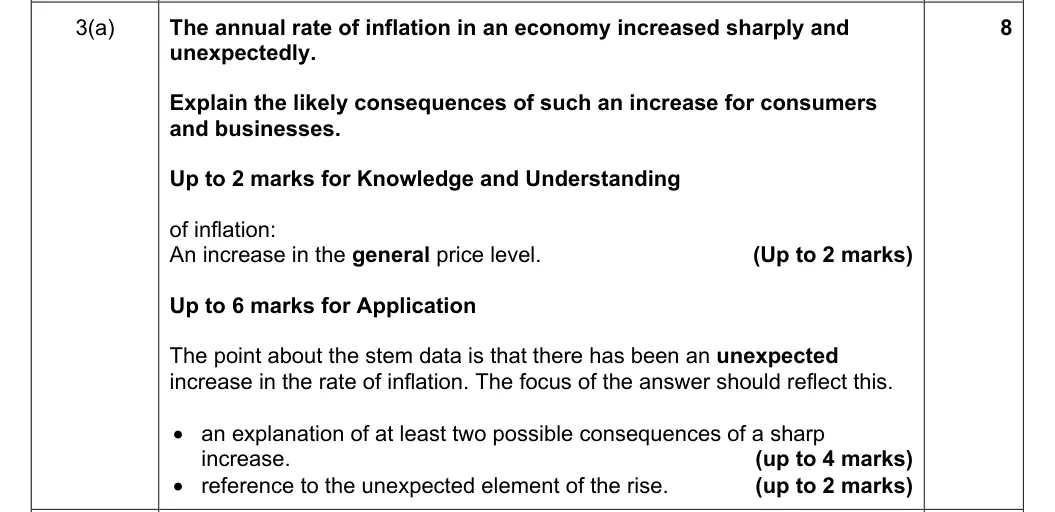 3(a) The annual rate of inflation in an economy increased sharply and 8
unexpectedly.
Explain the likely consequences of such an increase for consumers
and businesses.
Up to 2 marks for Knowledge and Understanding
of inflation:
An increase in the general price level. (Up to 2 marks)
Up to 6 marks for Application
The point about the stem data is that there has been an unexpected
increase in the rate of inflation. The focus of the answer should reflect this.
• an explanation of at least two possible consequences of a sharp
increase. (up to 4 marks)
• reference to the unexpected element of the rise. (up to 2 marks)